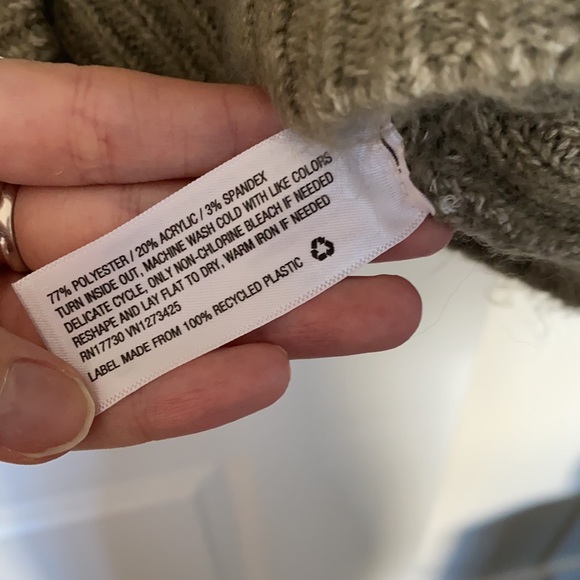 77% POLYESTER / 20% ACRYLIC / 3% SPANDEX
TURN INSIDE OUT, MACHINE WASH COLD WITH LIKE COLORS
DELICATE CYCLE, ONLY NON-CHLORINE BLEACH IF NEEDED
RESHAPE AND LAY FLAT TO DRY, WARM IRON IF NEEDED
RN17730 VN1273425
LABEL MADE FROM 100% RECYCLED PLASTIC